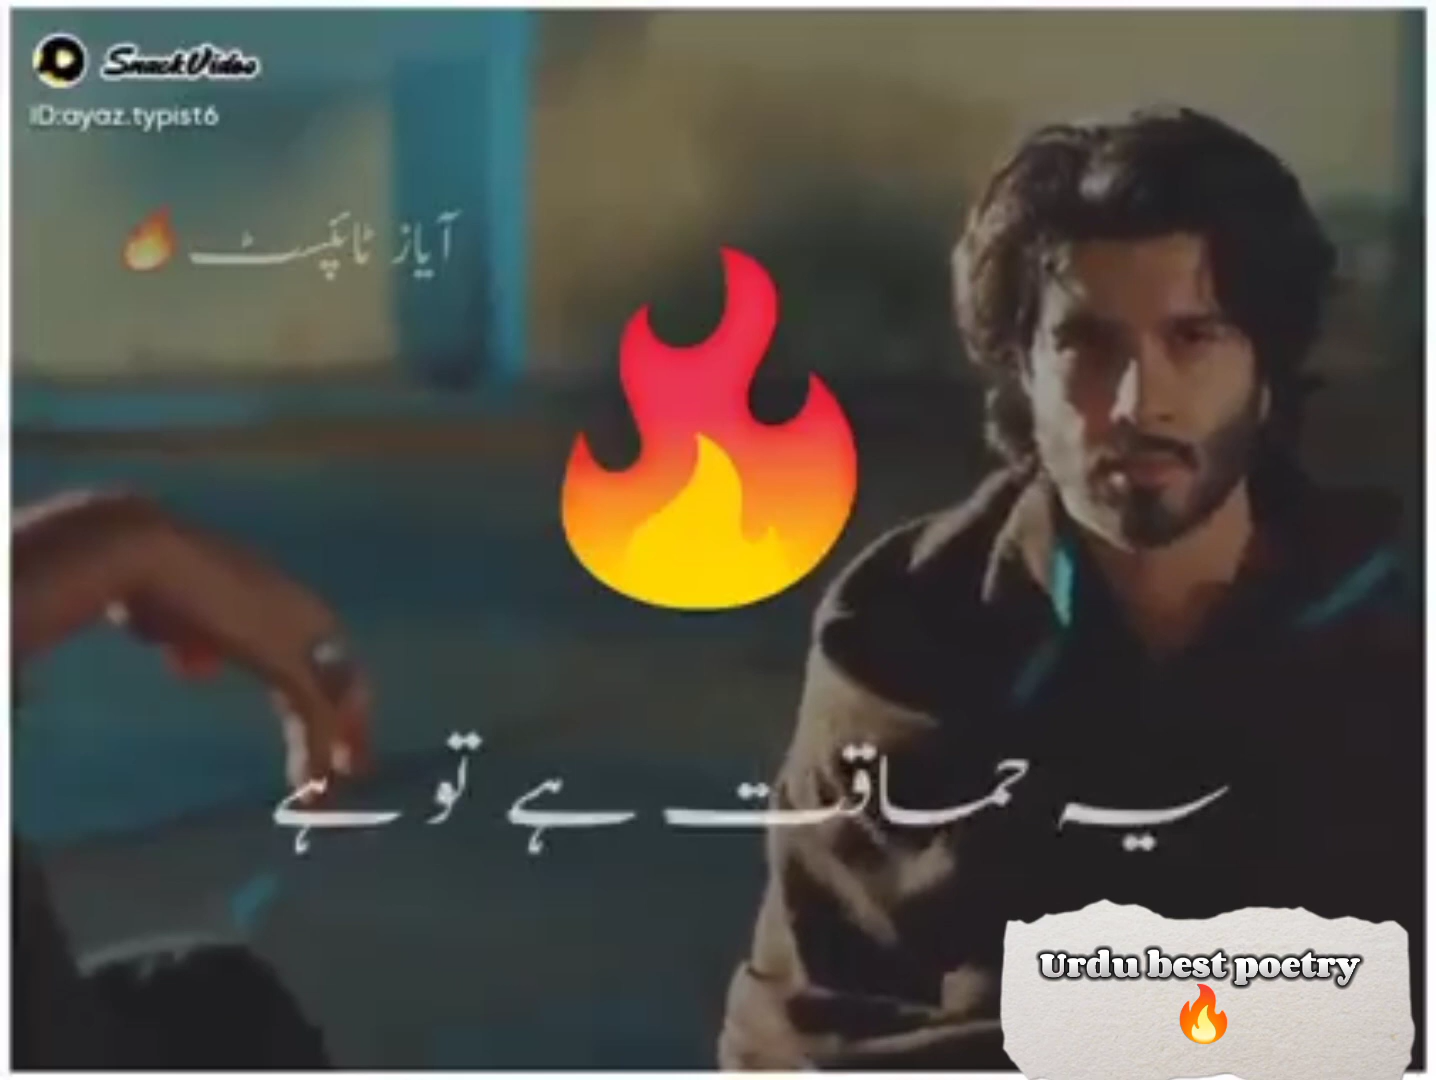 SnackVideo
ID:ayaz.typist6
آیاز ٹائپسٹ 🔥
یہ حماقت ہے تو ہے
Urdu best poetry
🔥